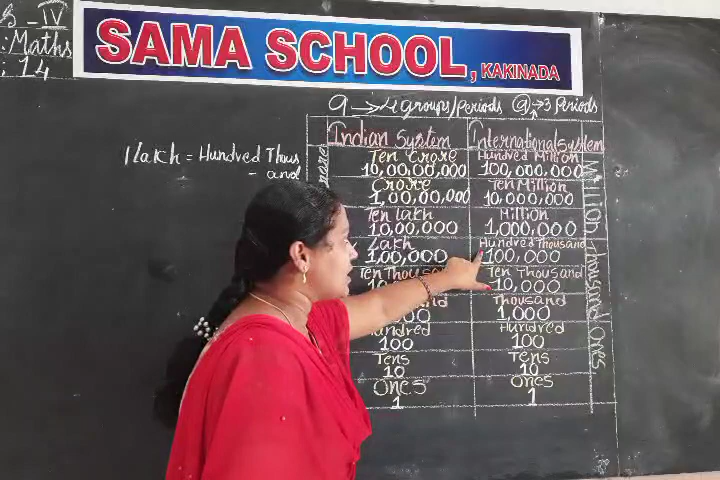 - IV
: Maths
: 14
SAMA SCHOOL, KAKINADA
9 → 4 groups/periods 9 → 3 Periods
Indian System International system
1 lakh = Hundred Thous
- and
Ten Crore Hundred Million
10,00,00,000 100,000,000
Crore Ten Million
1,00,00,000 10,000,000
Ten lakh Million
10,00,000 1,000,000
Lakh Hundred Thousand
1,00,000 100,000
Ten Thousand Ten Thousand
10,000
Thousand
1,000
Hundred Hundred
100 100
Tens Tens
10 10
Ones Ones
1 1
Million Thousand Ones